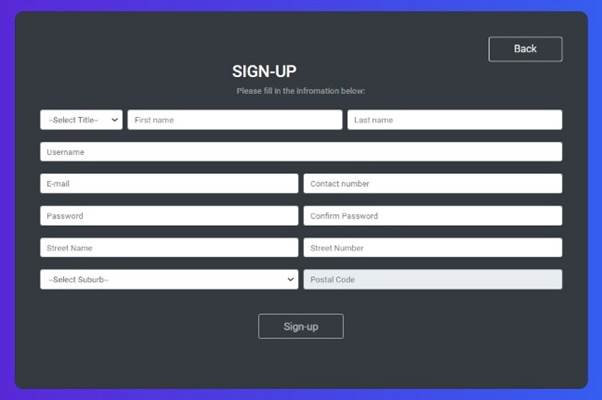 Back
SIGN-UP
Please fill in the infromation below:
--Select Title-- First name Last name
Username
E-mail Contact number
Password Confirm Password
Street Name Street Number
--Select Suburb-- Postal Code
Sign-up